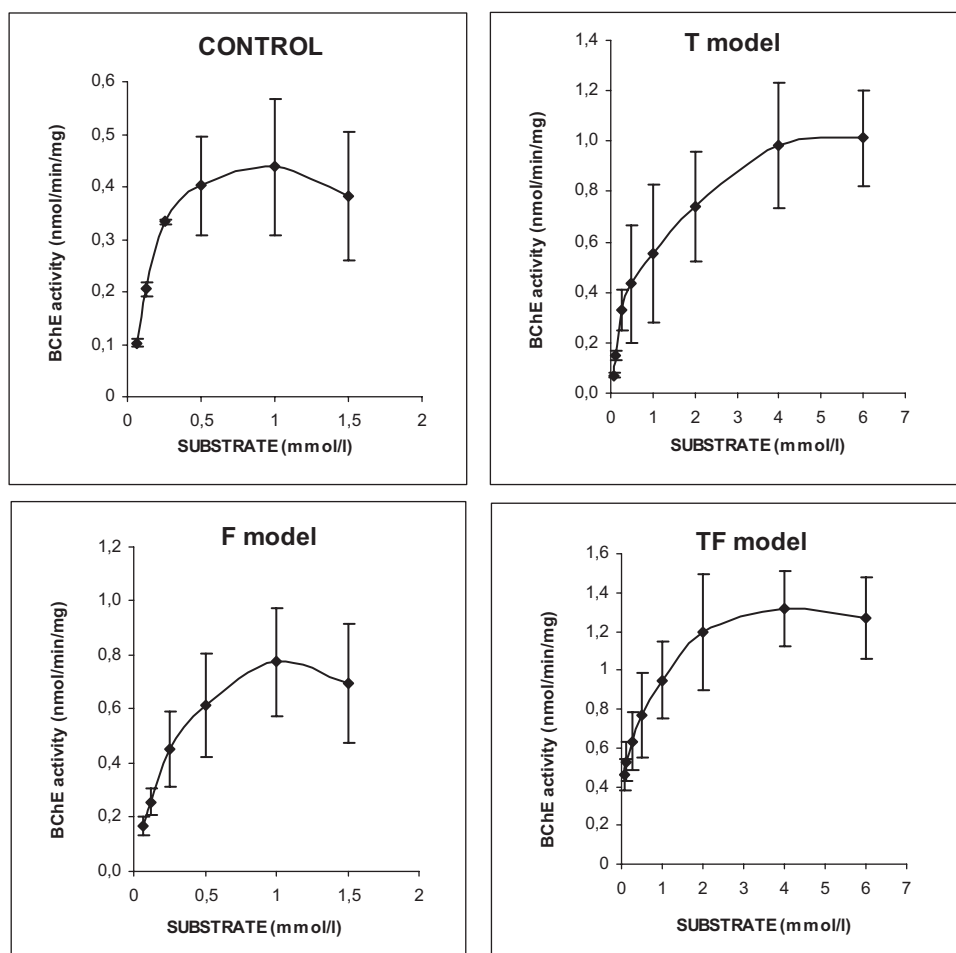 CONTROL
BChE activity (nmol/min/mg)
0,6
0,5
0,4
0,3
0,2
0,1
0
0 0,5 1 1,5 2
SUBSTRATE (mmol/l)
T model
BChE activity (nmol/min/mg)
1,4
1,2
1,0
0,8
0,6
0,4
0,2
0,0
0 1 2 3 4 5 6 7
SUBSTRATE (mmol/l)
F model
BChE activity (nmol/min/mg)
1,2
1,0
0,8
0,6
0,4
0,2
0,0
0 0,5 1 1,5 2
SUBSTRATE (mmol/l)
TF model
BChE activity (nmol/min/mg)
1,6
1,4
1,2
1
0,8
0,6
0,4
0,2
0
0 1 2 3 4 5 6 7
SUBSTRATE (mmol/l)